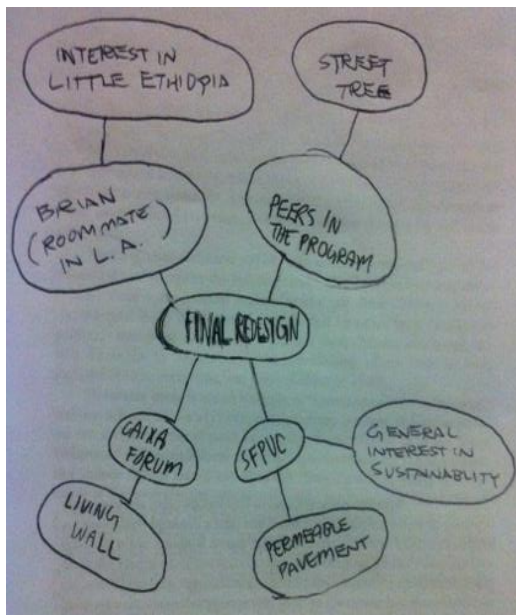 INTEREST IN
LITTLE ETHIOPIA
STREET
TREE
BRIAN
(ROOMMATE
IN L.A.)
PEERS IN
THE PROGRAM
FINAL REDESIGN
CAIXA
FORUM
SFPUC
GENERAL
INTEREST IN
SUSTAINABLITY
LIVING
WALL
PERMEABLE
PAVEMENT